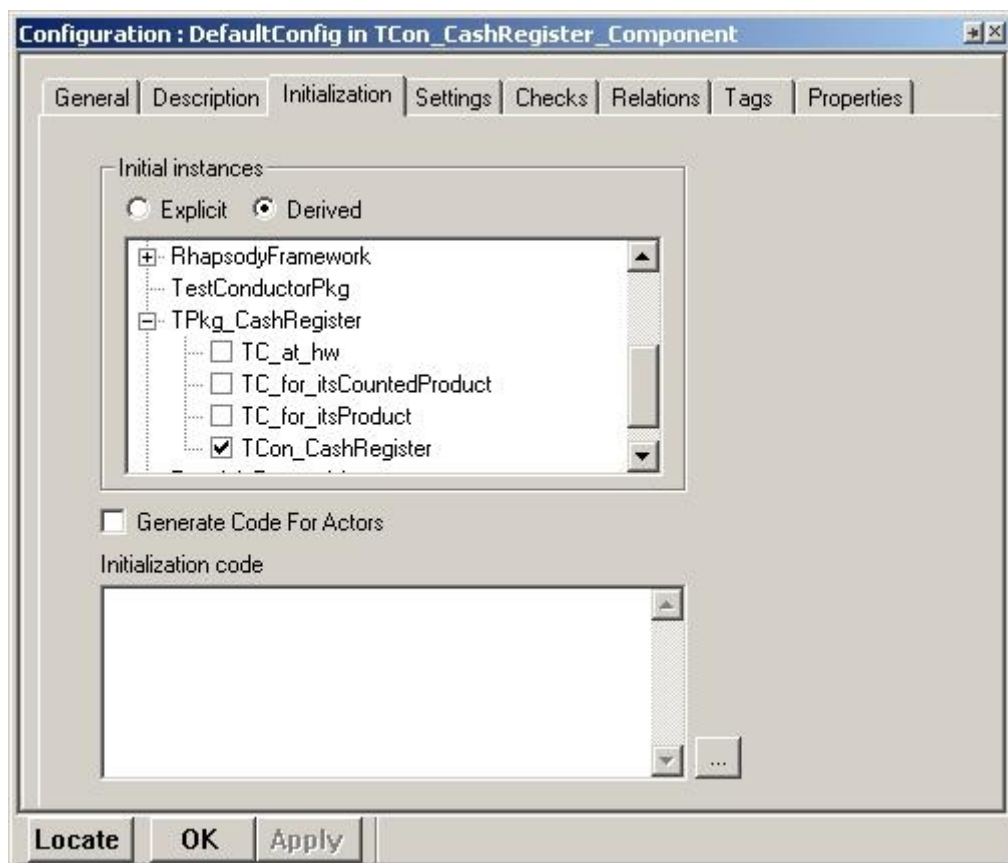 Configuration : DefaultConfig in TCon_CashRegister_Component
General Description Initialization Settings Checks Relations Tags Properties
Initial instances
Explicit Derived
RhapsodyFramework
TestConductorPkg
TPkg_CashRegister
TC_at_hw
TC_for_itsCountedProduct
TC_for_itsProduct
TCon_CashRegister
Generate Code For Actors
Initialization code
...
Locate OK Apply